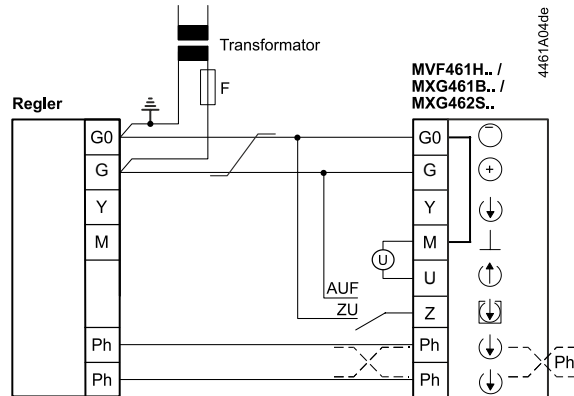 Transformator
F
4461A04de
MVF461H.. /
MXG461B.. /
MXG462S..
Regler
G0
G
Y
M
Ph
Ph
U
AUF
ZU
G0
G
Y
M
U
Z
Ph
Ph
Ph